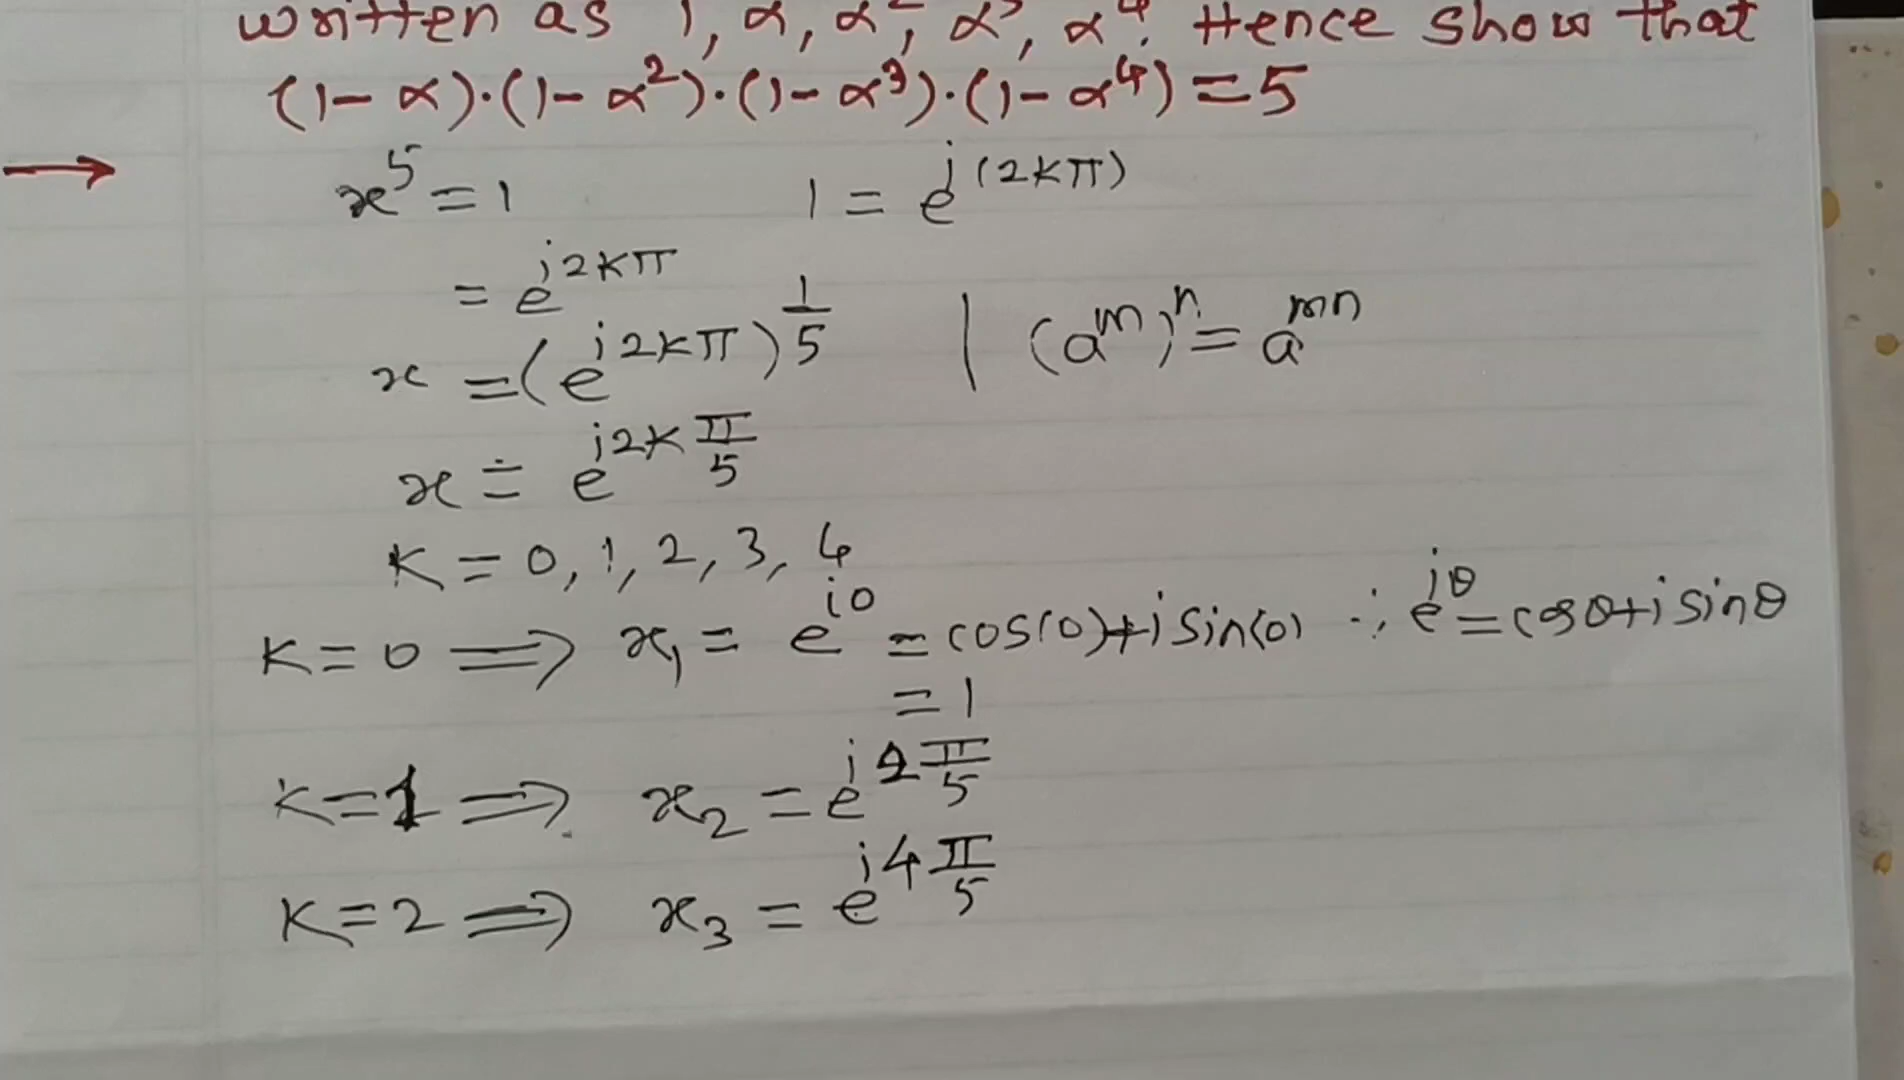 written as 1, α, α², α³, α⁴. Hence show that
(1-α)·(1-α²)·(1-α³)·(1-α⁴)=5
→ x⁵ = 1 1 = e^{i(2kπ)}
= e^{i2kπ}
x = (e^{i2kπ})^{1/5} | (a^m)^n = a^{mn}
x = e^{i2kπ/5}
K = 0, 1, 2, 3, 4
K=0 ⟹ x₁ = e^{i0} = cos(0)+i sin(0) ∵ e^{iθ} = cosθ+i sinθ
= 1
K=1 ⟹ x₂ = e^{i2π/5}
K=2 ⟹ x₃ = e^{i4π/5}